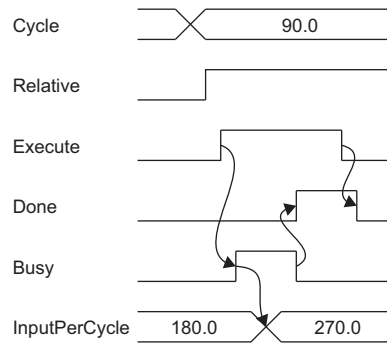 Cycle 90.0
Relative
Execute
Done
Busy
InputPerCycle 180.0 270.0